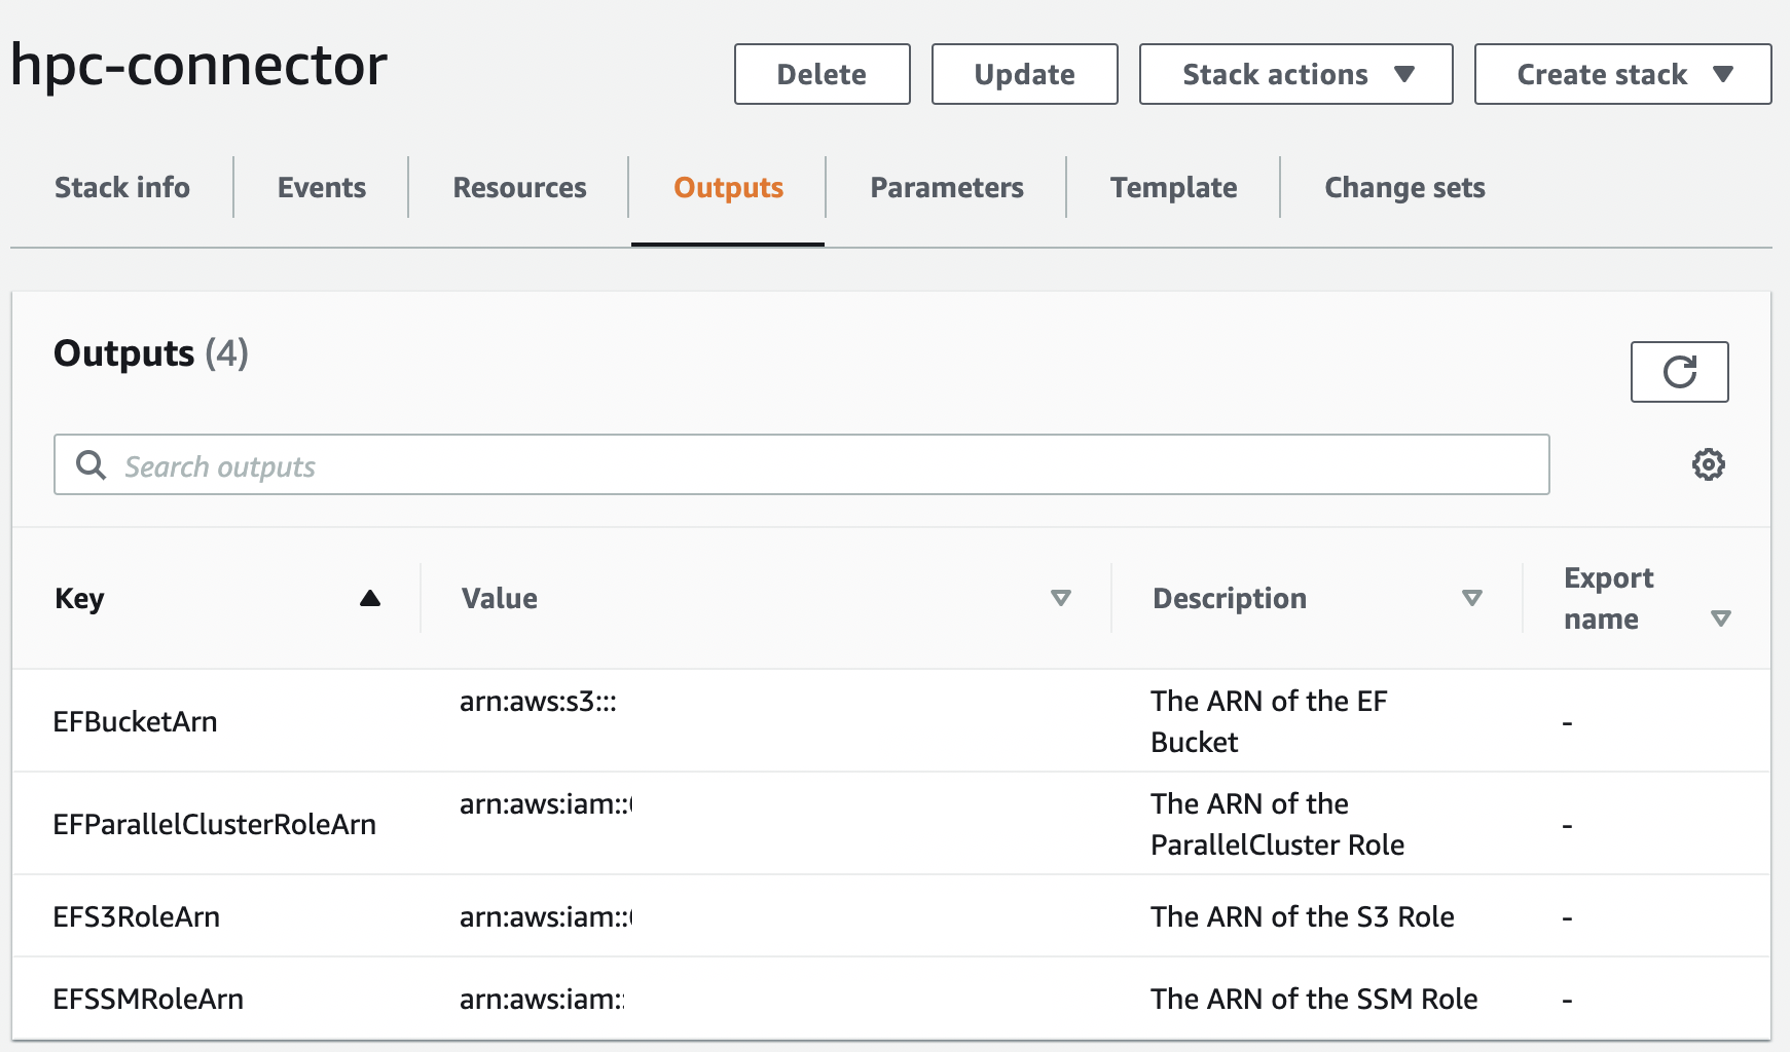 hpc-connector
Delete
Update
Stack actions
Create stack
Stack info
Events
Resources
Outputs
Parameters
Template
Change sets
Outputs (4)
Search outputs
Key
Value
Description
Export
name
EFBucketArn
arn:aws:s3:::
The ARN of the EF
Bucket
-
EFParallelClusterRoleArn
arn:aws:iam::
The ARN of the
ParallelCluster Role
-
EFS3RoleArn
arn:aws:iam::
The ARN of the S3 Role
-
EFSSMRoleArn
arn:aws:iam:
The ARN of the SSM Role
-